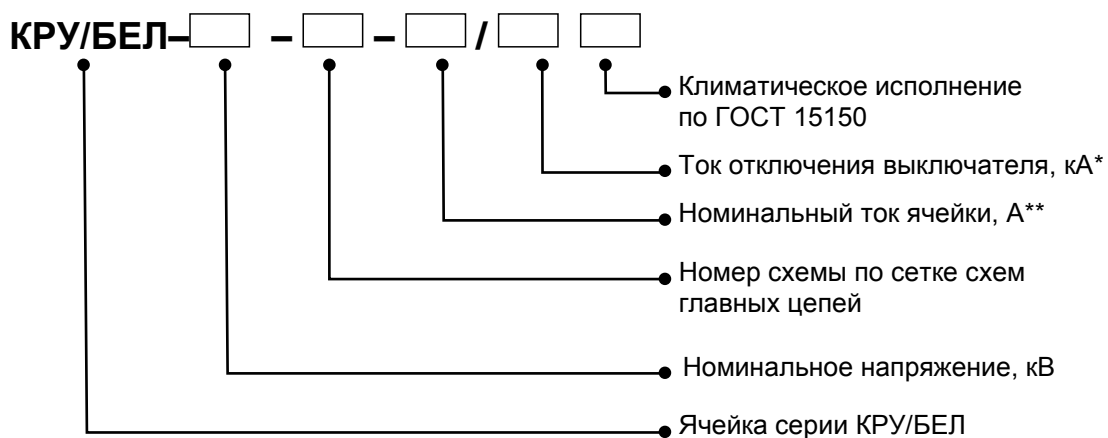 КРУ/БЕЛ– – – /
Климатическое исполнение
по ГОСТ 15150
Ток отключения выключателя, кА*
Номинальный ток ячейки, А**
Номер схемы по сетке схем
главных цепей
Номинальное напряжение, кВ
Ячейка серии КРУ/БЕЛ